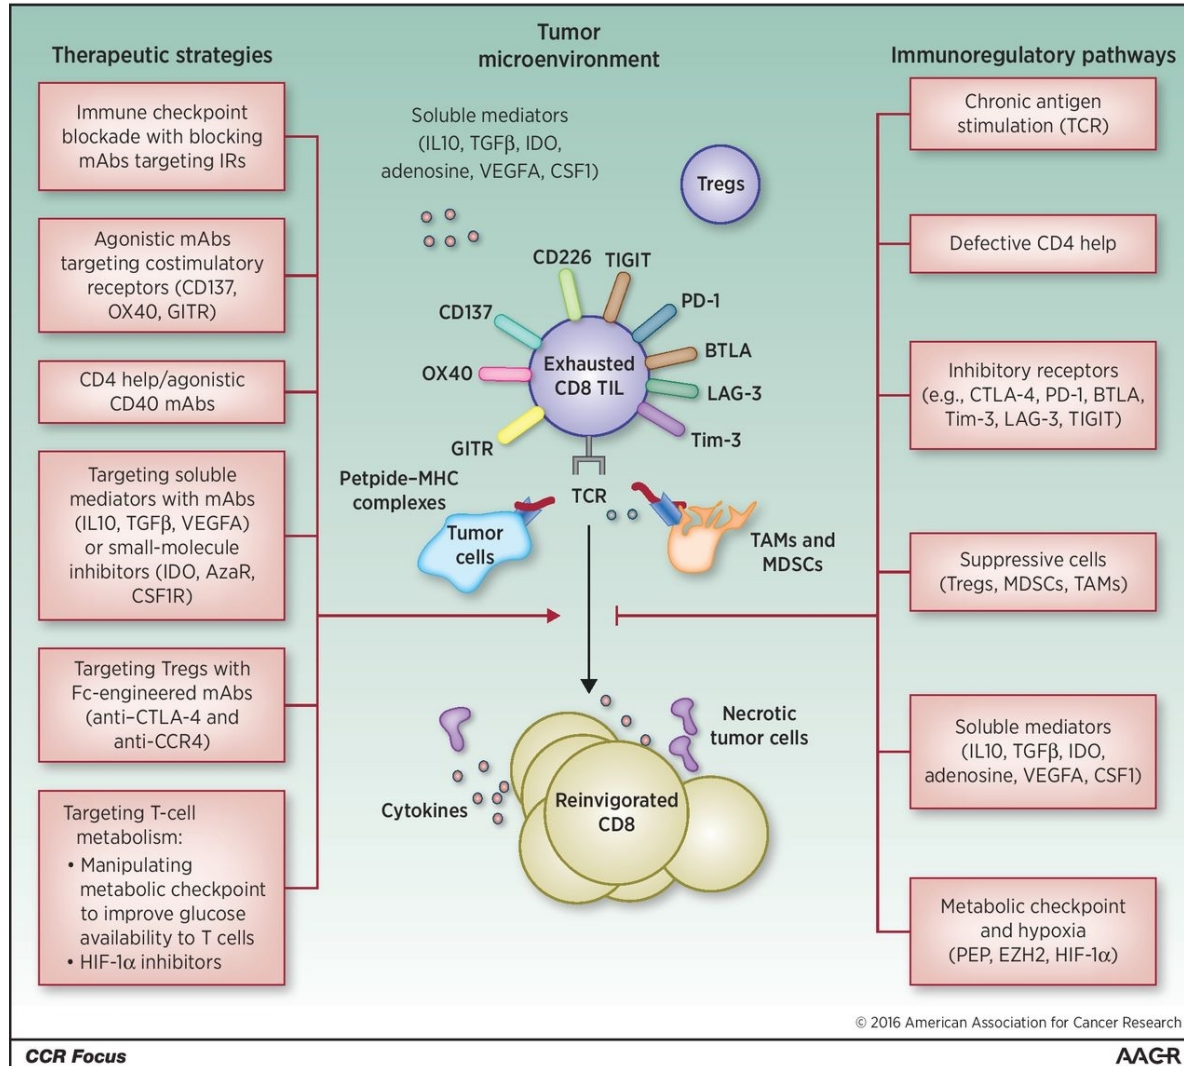 Therapeutic strategies
Immune checkpoint
blockade with blocking
mAbs targeting IRs
Agonistic mAbs
targeting costimulatory
receptors (CD137,
OX40, GITR)
CD4 help/agonistic
CD40 mAbs
Targeting soluble
mediators with mAbs
(IL10, TGFβ, VEGFA)
or small-molecule
inhibitors (IDO, AzaR,
CSF1R)
Targeting Tregs with
Fc-engineered mAbs
(anti–CTLA-4 and
anti-CCR4)
Targeting T-cell
metabolism:
• Manipulating
metabolic checkpoint
to improve glucose
availability to T cells
• HIF-1α inhibitors
Tumor
microenvironment
Soluble mediators
(IL10, TGFβ, IDO,
adenosine, VEGFA, CSF1)
Tregs
CD226
TIGIT
CD137
PD-1
OX40
Exhausted
CD8 TIL
BTLA
LAG-3
GITR
Tim-3
Petpide–MHC
complexes
TCR
Tumor
cells
TAMs and
MDSCs
Necrotic
tumor cells
Cytokines
Reinvigorated
CD8
Immunoregulatory pathways
Chronic antigen
stimulation (TCR)
Defective CD4 help
Inhibitory receptors
(e.g., CTLA-4, PD-1, BTLA,
Tim-3, LAG-3, TIGIT)
Suppressive cells
(Tregs, MDSCs, TAMs)
Soluble mediators
(IL10, TGFβ, IDO,
adenosine, VEGFA, CSF1)
Metabolic checkpoint
and hypoxia
(PEP, EZH2, HIF-1α)
© 2016 American Association for Cancer Research
CCR Focus
AACR